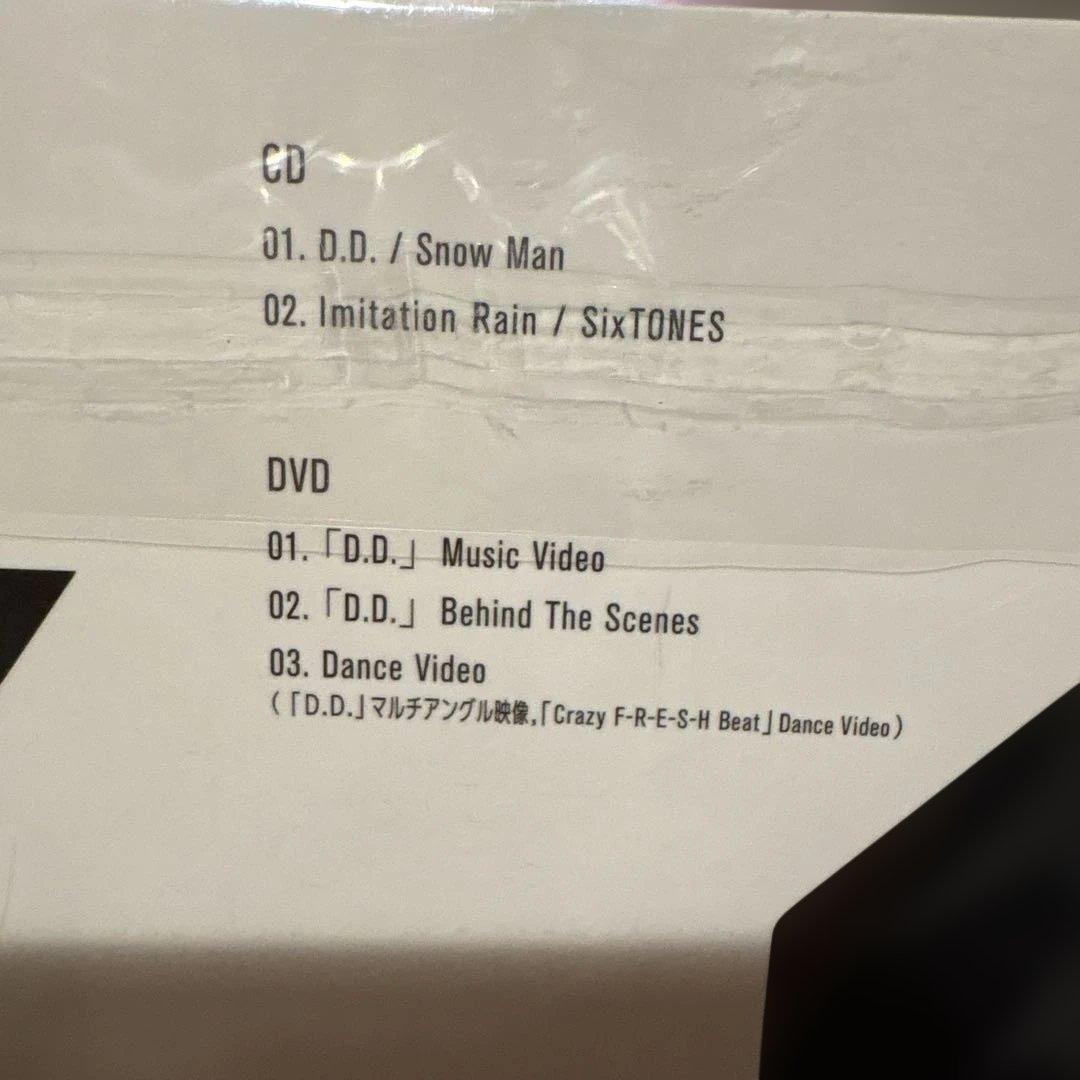 CD
01. D.D. / Snow Man
02. Imitation Rain / SixTONES
DVD
01.「D.D.」 Music Video
02.「D.D.」 Behind The Scenes
03. Dance Video
(「D.D.」マルチアングル映像,「Crazy F-R-E-S-H Beat」Dance Video)